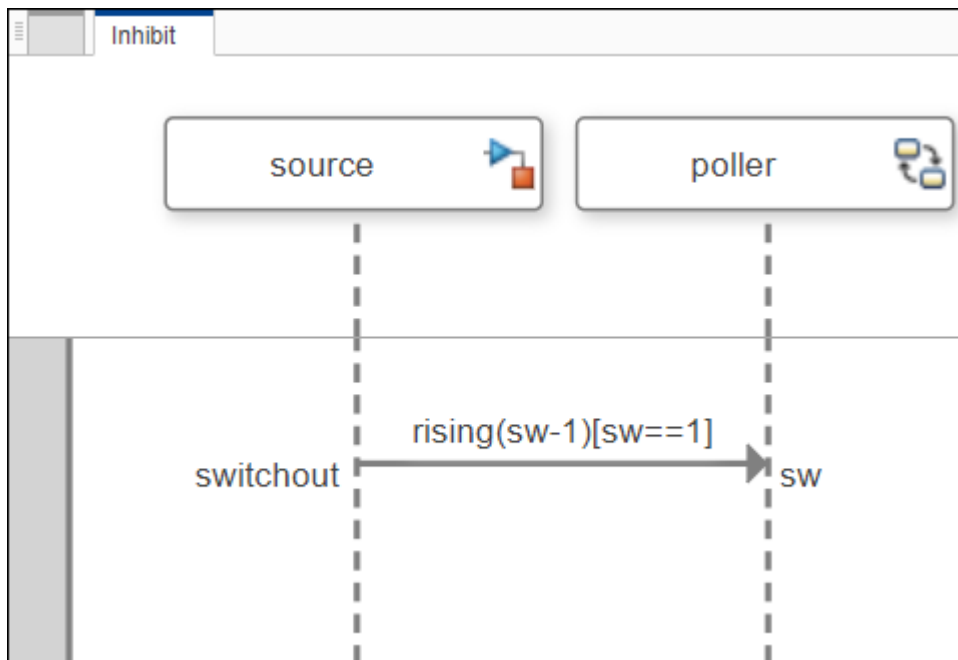 Inhibit
source
poller
rising(sw-1)[sw==1]
switchout
sw